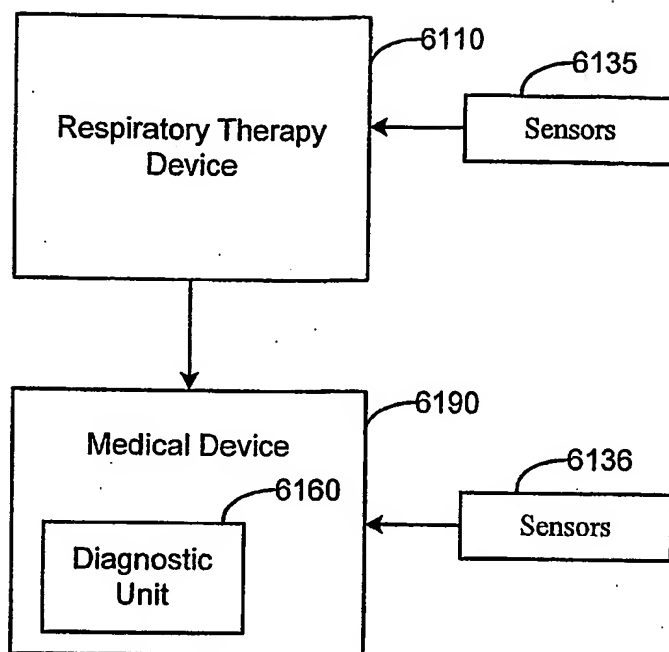 6110
6135
Respiratory Therapy
Device
Sensors
6190
Medical Device
6136
6160
Sensors
Diagnostic
Unit